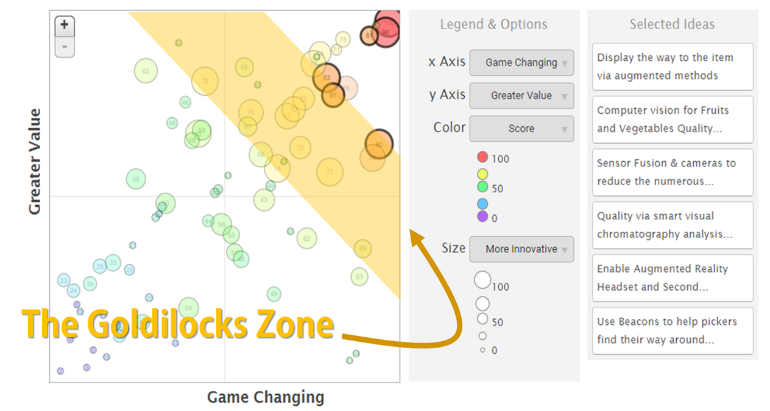 Legend & Options
Selected Ideas
+
-
Greater Value
Game Changing
x Axis
Game Changing
y Axis
Greater Value
Color
Score
100
50
0
Size
More Innovative
100
50
0
Display the way to the item
via augmented methods
Computer vision for Fruits
and Vegetables Quality...
Sensor Fusion & cameras to
reduce the numerous...
Quality via smart visual
chromatography analysis...
Enable Augmented Reality
Headset and Second...
Use Beacons to help pickers
find their way around...
The Goldilocks Zone